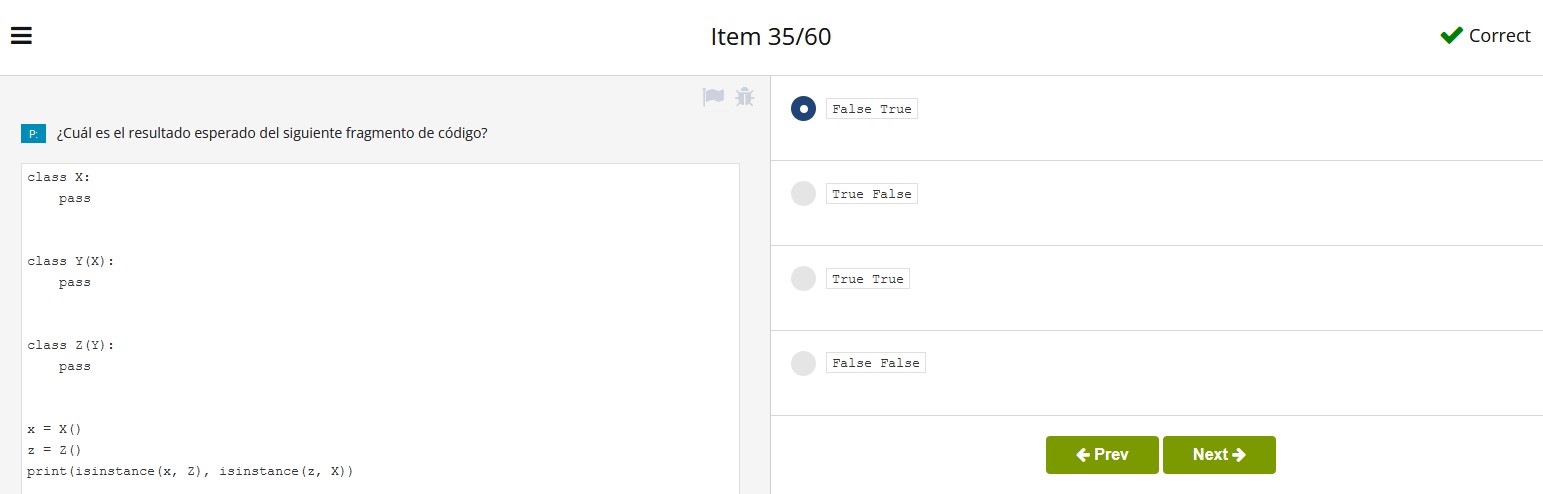 Item 35/60
Correct
P: ¿Cuál es el resultado esperado del siguiente fragmento de código?
class X:
    pass
class Y(X):
    pass
class Z(Y):
    pass
x = X()
z = Z()
print(isinstance(x, Z), isinstance(z, X))
False True
True False
True True
False False
Prev
Next